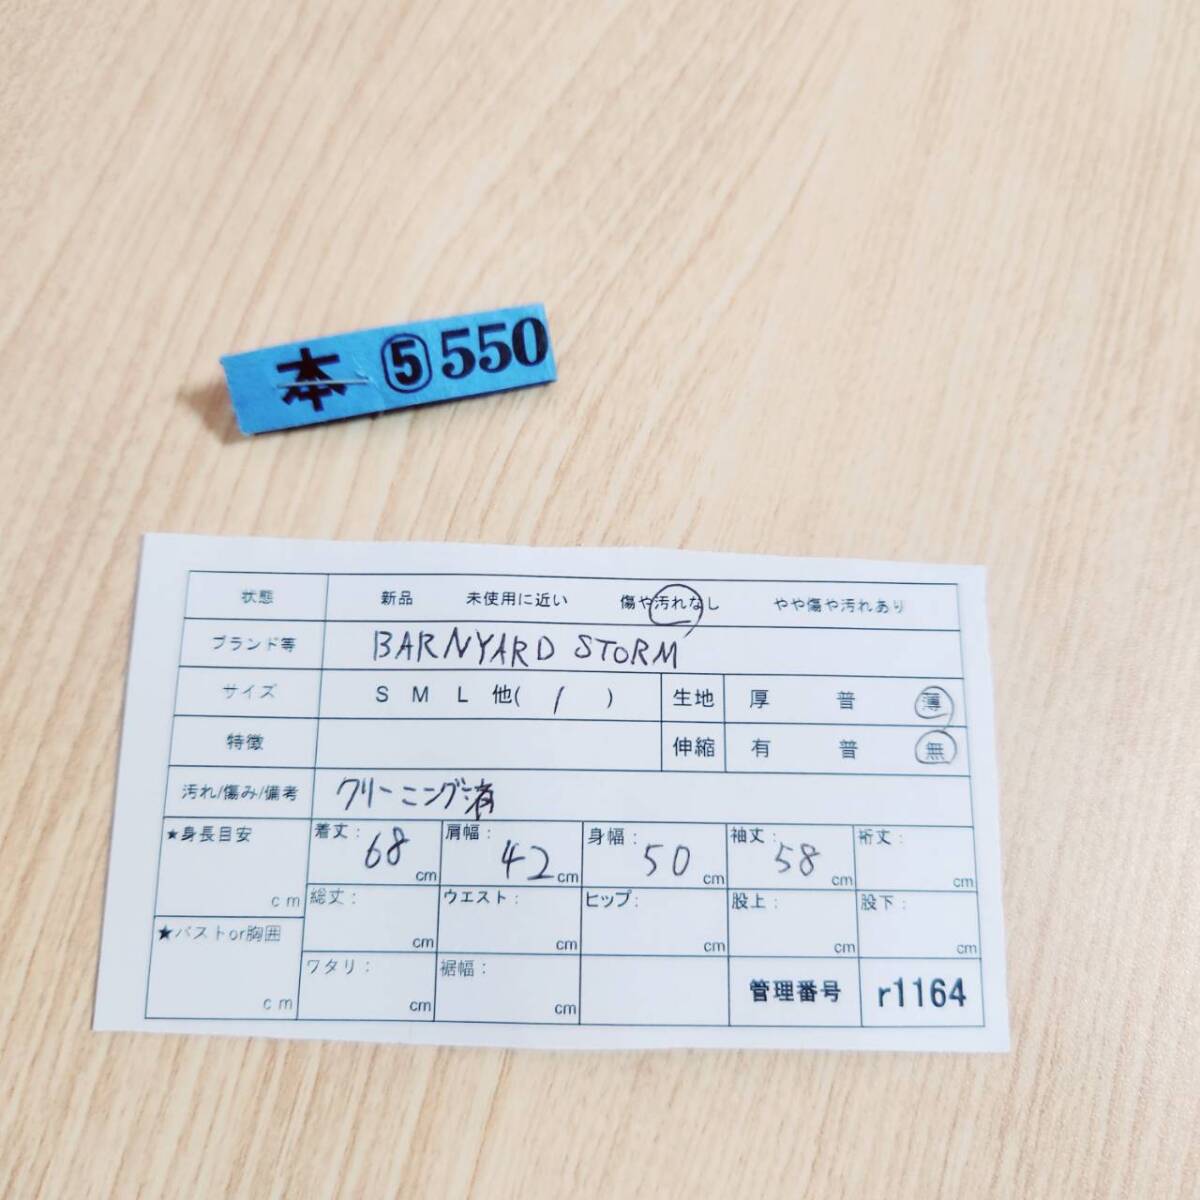 本 ⑤ 550
状態 新品 未使用に近い 傷や汚れなし やや傷や汚れあり
ブランド等 BARNYARD STORM
サイズ S M L 他( 1 ) 生地 厚 普 薄
特徴 伸縮 有 普 無
汚れ/傷み/備考 クリーニング済
★身長目安 cm 着丈: 68 cm 肩幅: 42 cm 身幅: 50 cm 袖丈: 58 cm 裄丈: cm
総丈: cm ウエスト: cm ヒップ: cm 股上: cm 股下: cm
★バストor胸囲 cm ワタリ: cm 裾幅: cm 管理番号 r1164